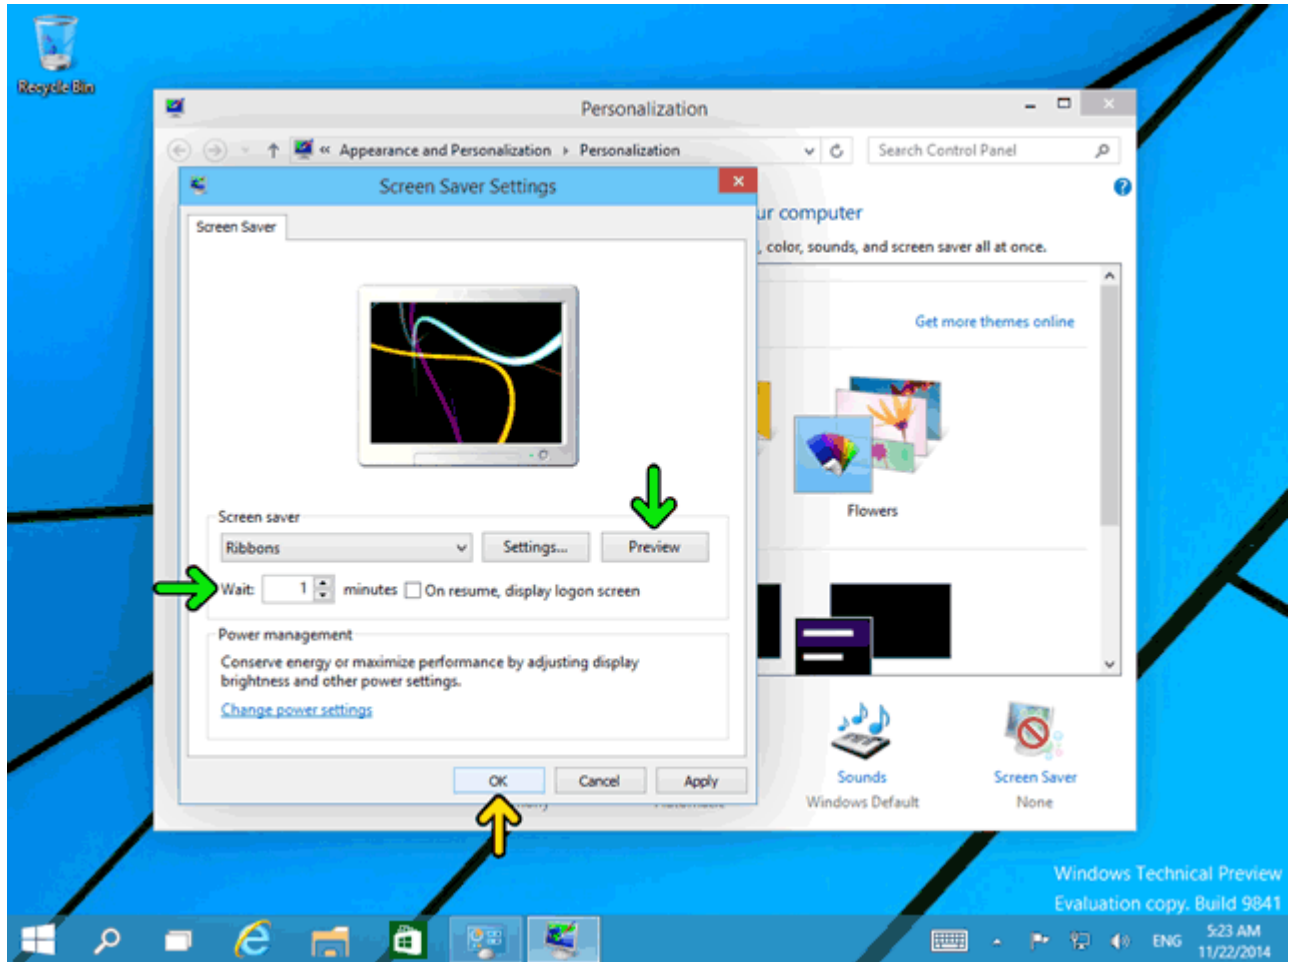 Recycle Bin
Personalization
« Appearance and Personalization › Personalization
Search Control Panel
Screen Saver Settings
ur computer
Screen Saver
, color, sounds, and screen saver all at once.
Get more themes online
Flowers
Screen saver
Ribbons
Settings...
Preview
Wait:
1
minutes
On resume, display logon screen
Power management
Conserve energy or maximize performance by adjusting display
brightness and other power settings.
Change power settings
OK
Cancel
Apply
Sounds
Windows Default
Screen Saver
None
Windows Technical Preview
Evaluation copy. Build 9841
ENG
5:23 AM
11/22/2014